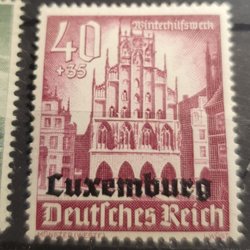 40
+35
Winterhilfswerk
Luxemburg
Deutsches Reich